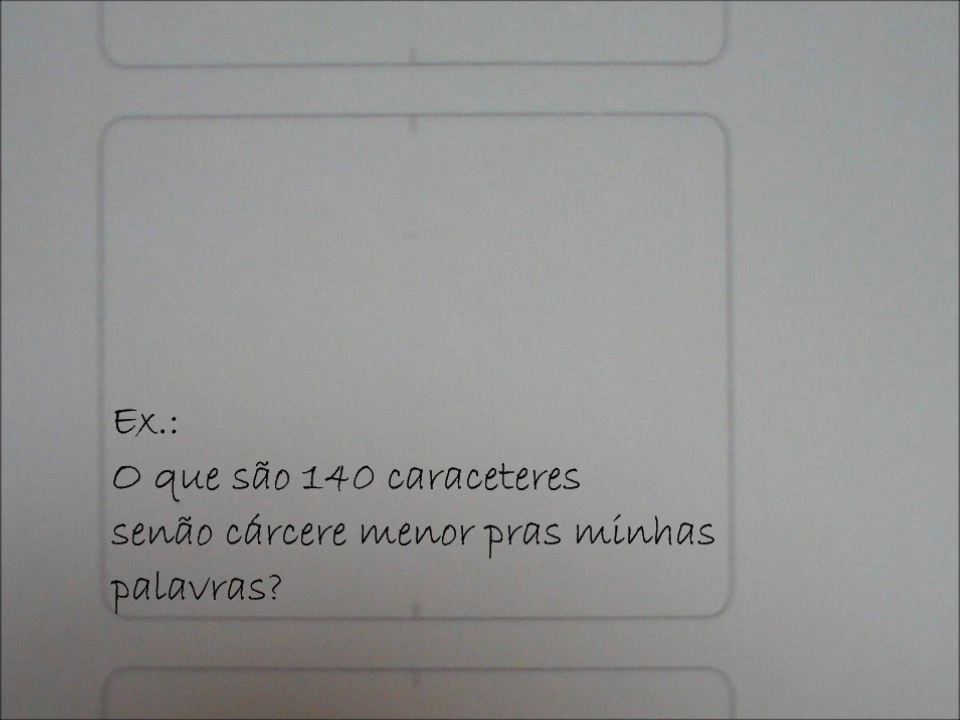 Ex.:
O que são 140 caraceteres
senão cárcere menor pras minhas
palavras?